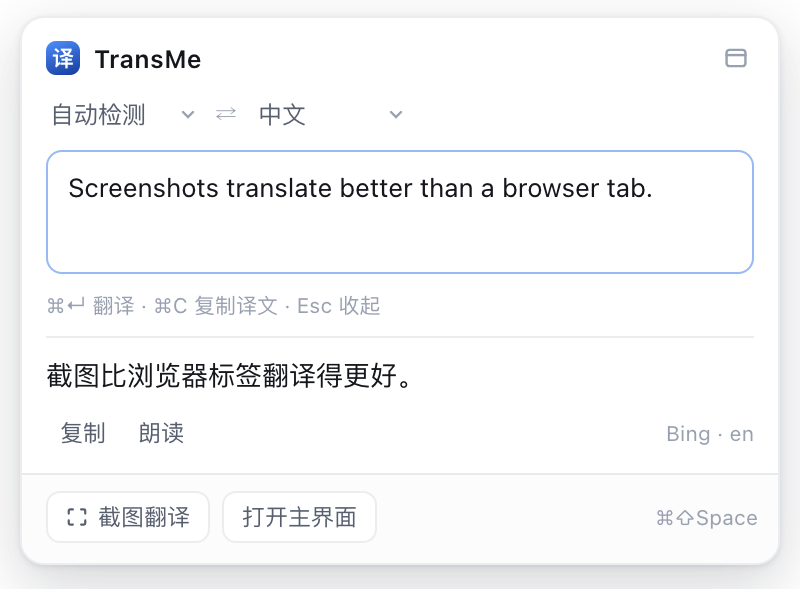 译 TransMe
自动检测 ⇄ 中文
Screenshots translate better than a browser tab.
⌘↵ 翻译 · ⌘C 复制译文 · Esc 收起
截图比浏览器标签翻译得更好。
复制 朗读 Bing · en
截图翻译 打开主界面 ⌘⇧Space